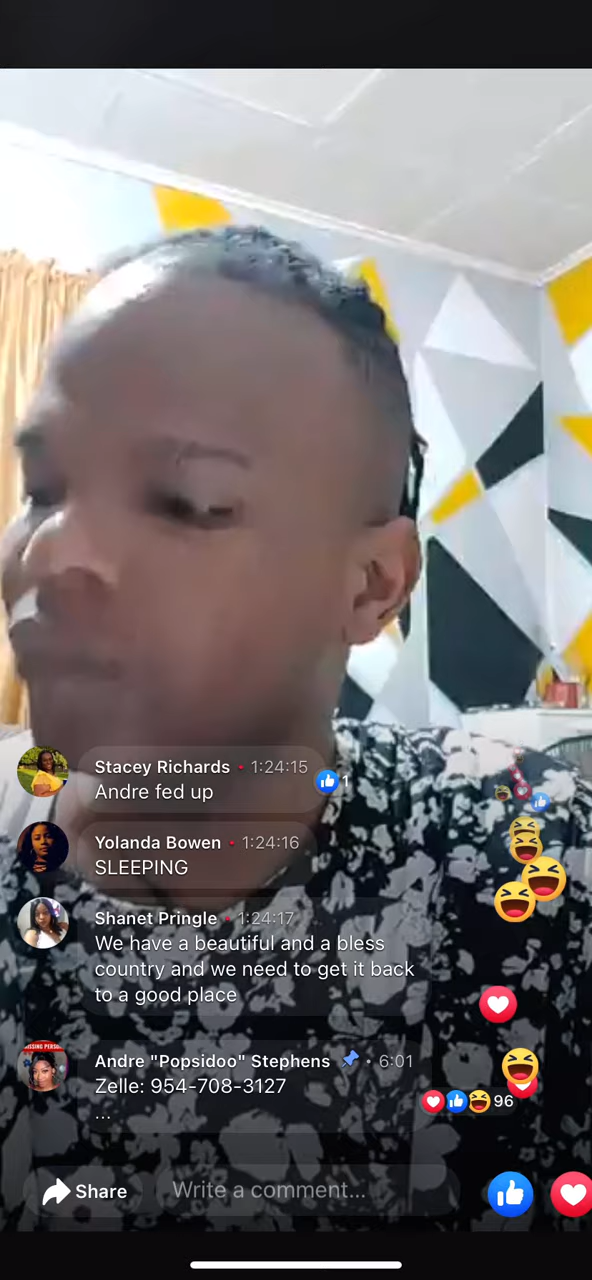 Stacey Richards • 1:24:15
Andre fed up
1
Yolanda Bowen • 1:24:16
SLEEPING
Shanet Pringle • 1:24:17
We have a beautiful and a bless
country and we need to get it back
to a good place
Andre "Popsidoo" Stephens • 6:01
Zelle: 954-708-3127
...
96
Share
Write a comment...